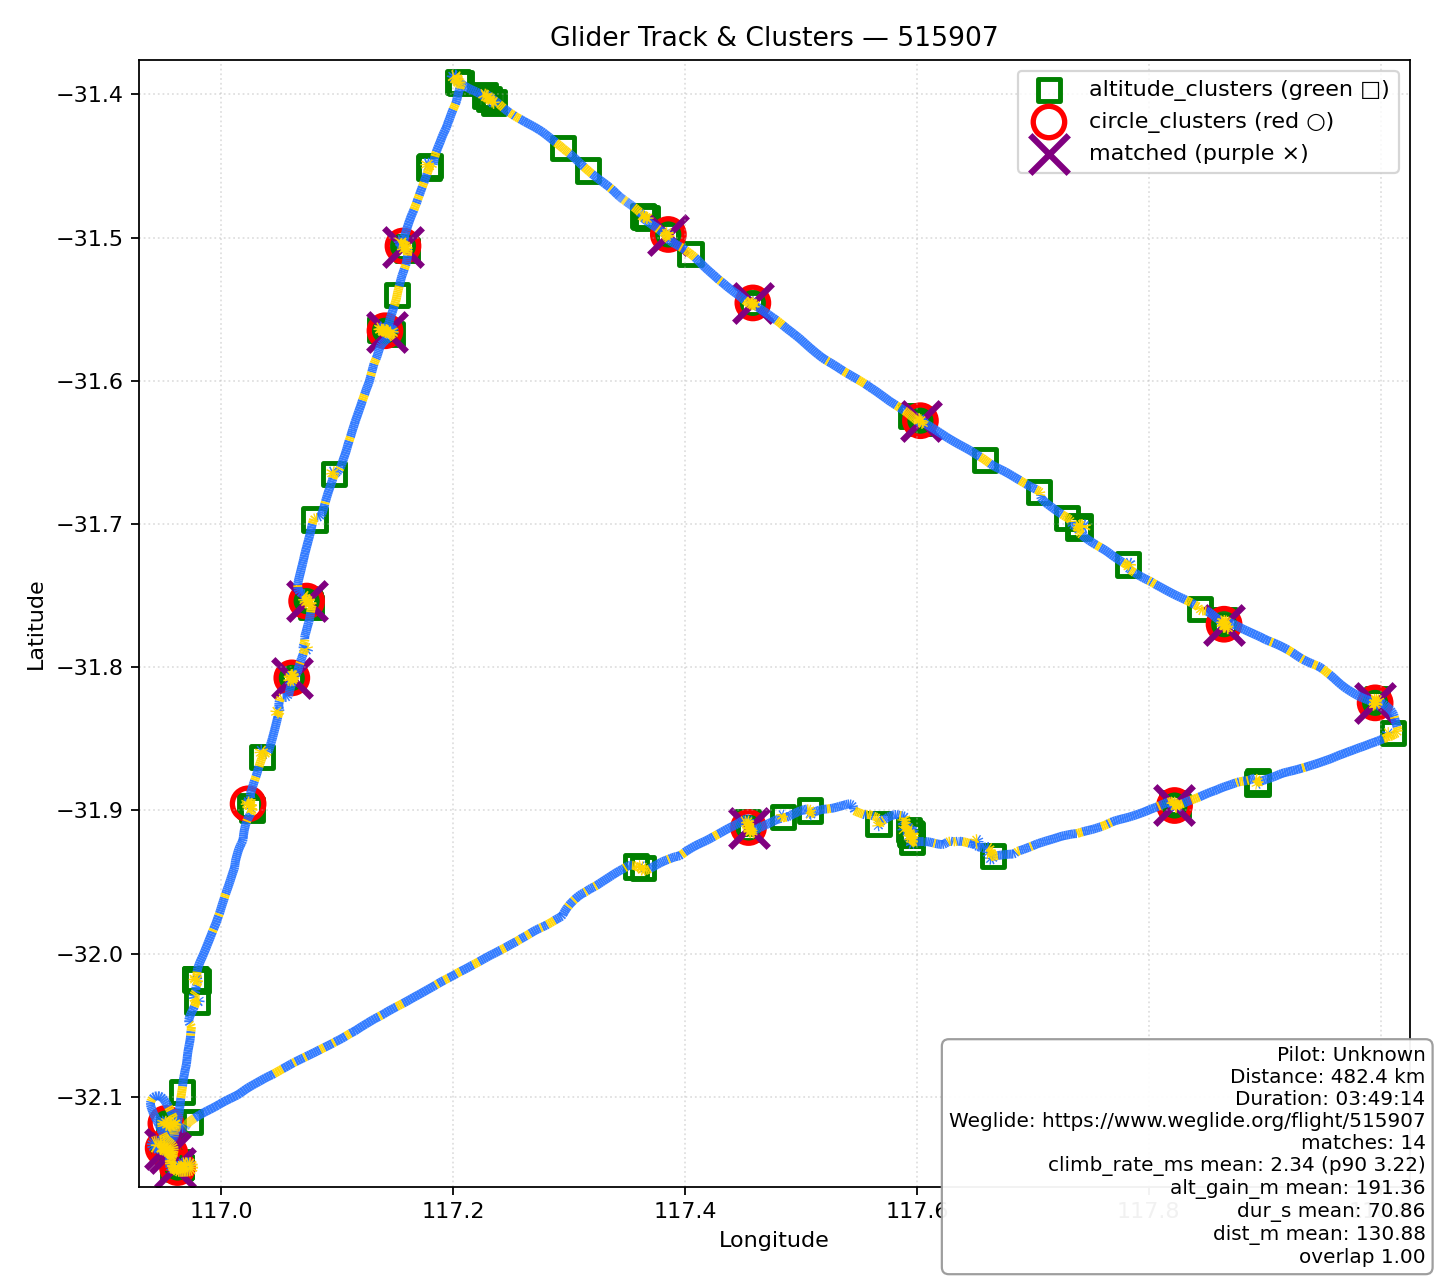 Glider Track & Clusters — 515907
altitude_clusters (green □)
circle_clusters (red ○)
matched (purple ×)
−31.4
−31.5
−31.6
−31.7
−31.8
−31.9
−32.0
−32.1
Latitude
117.0
117.2
117.4
117.6
117.8
Longitude
Pilot: Unknown
Distance: 482.4 km
Duration: 03:49:14
Weglide: https://www.weglide.org/flight/515907
matches: 14
climb_rate_ms mean: 2.34 (p90 3.22)
alt_gain_m mean: 191.36
dur_s mean: 70.86
dist_m mean: 130.88
overlap 1.00